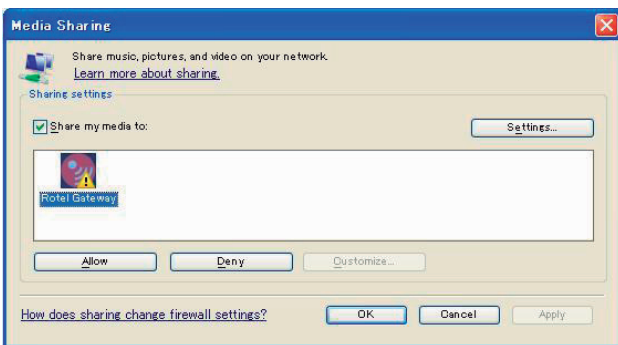 Media Sharing
Share music, pictures, and video on your network.
Learn more about sharing.
Sharing settings
Share my media to:
Settings...
Rotel Gateway
Allow
Deny
Customize...
How does sharing change firewall settings?
OK
Cancel
Apply